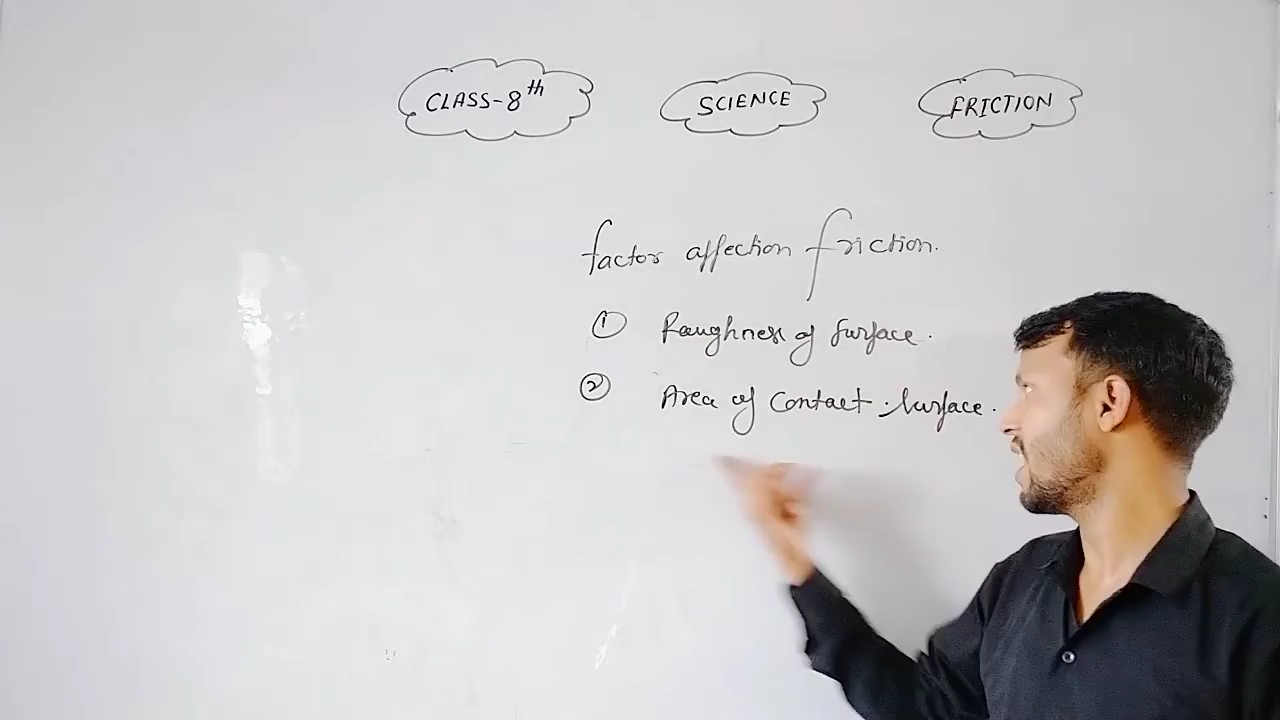 CLASS-8th
SCIENCE
FRICTION
factor affection friction.
① Roughness of Surface.
② Area of Contact Surface.